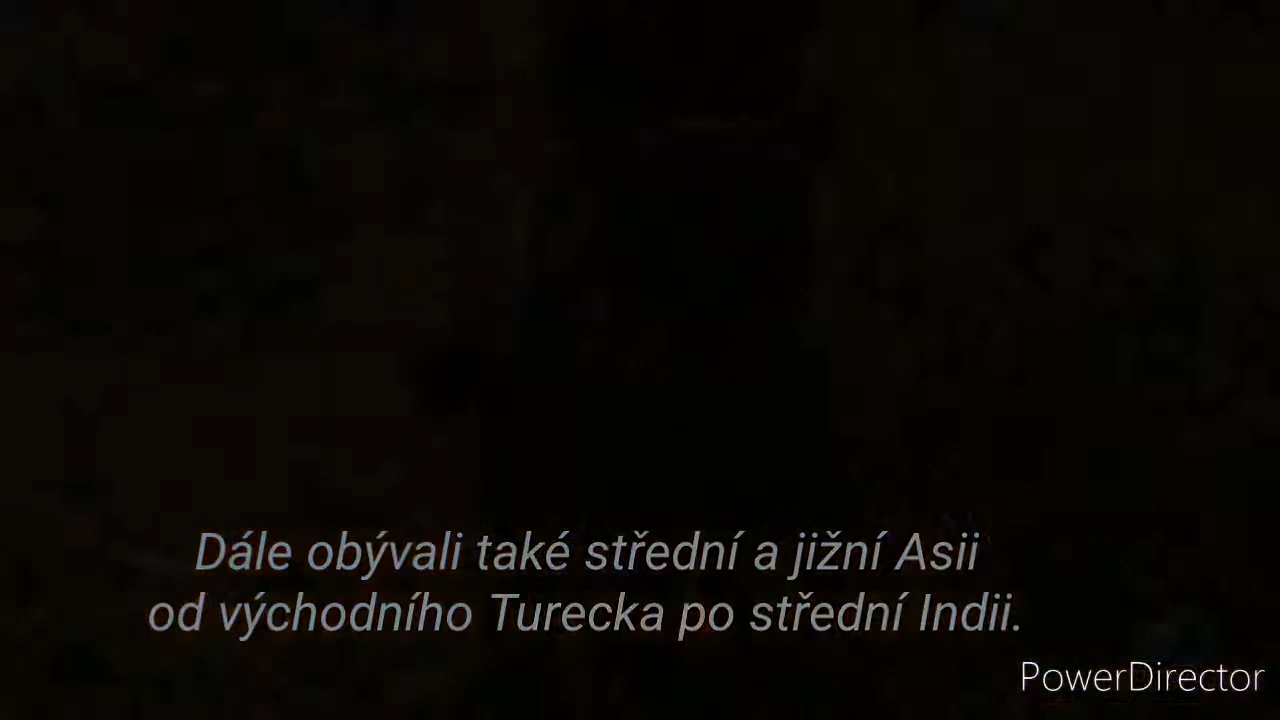 Dále obývali také střední a jižní Asii
od východního Turecka po střední Indii.
PowerDirector